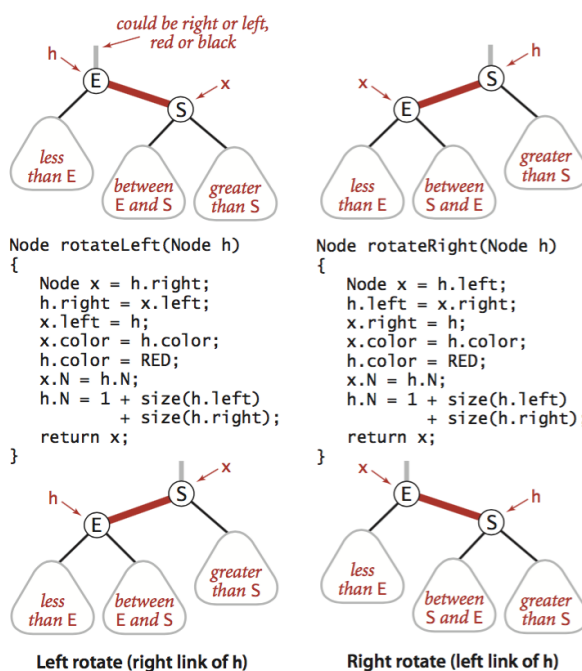 could be right or left,
red or black
h
E
x
S
less
than E
between
E and S
greater
than S
Node rotateLeft(Node h)
{
Node x = h.right;
h.right = x.left;
x.left = h;
x.color = h.color;
h.color = RED;
x.N = h.N;
h.N = 1 + size(h.left)
+ size(h.right);
return x;
}
x
h
S
E
less
than E
between
E and S
greater
than S
Left rotate (right link of h)
h
x
S
E
less
than E
between
S and E
greater
than S
Node rotateRight(Node h)
{
Node x = h.left;
h.left = x.right;
x.right = h;
x.color = h.color;
h.color = RED;
x.N = h.N;
h.N = 1 + size(h.left)
+ size(h.right);
return x;
}
x
E
h
S
less
than E
between
S and E
greater
than S
Right rotate (left link of h)